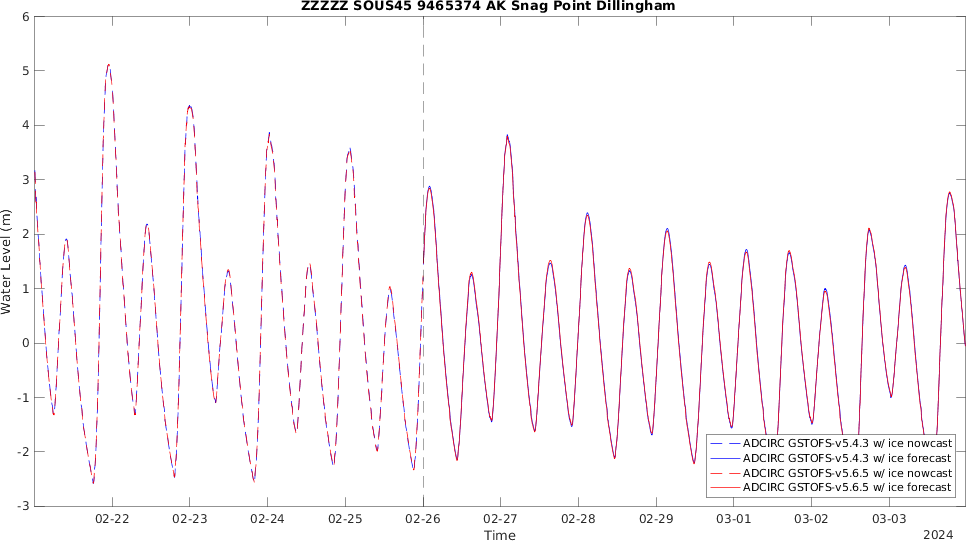 ZZZZZ SOUS45 9465374 AK Snag Point Dillingham
6
5
4
3
2
1
0
-1
-2
-3
Water Level (m)
ADCIRC GSTOFS-v5.4.3 w/ ice nowcast
ADCIRC GSTOFS-v5.4.3 w/ ice forecast
ADCIRC GSTOFS-v5.6.5 w/ ice nowcast
ADCIRC GSTOFS-v5.6.5 w/ ice forecast
02-22 02-23 02-24 02-25 02-26 02-27 02-28 02-29 03-01 03-02 03-03
Time
2024